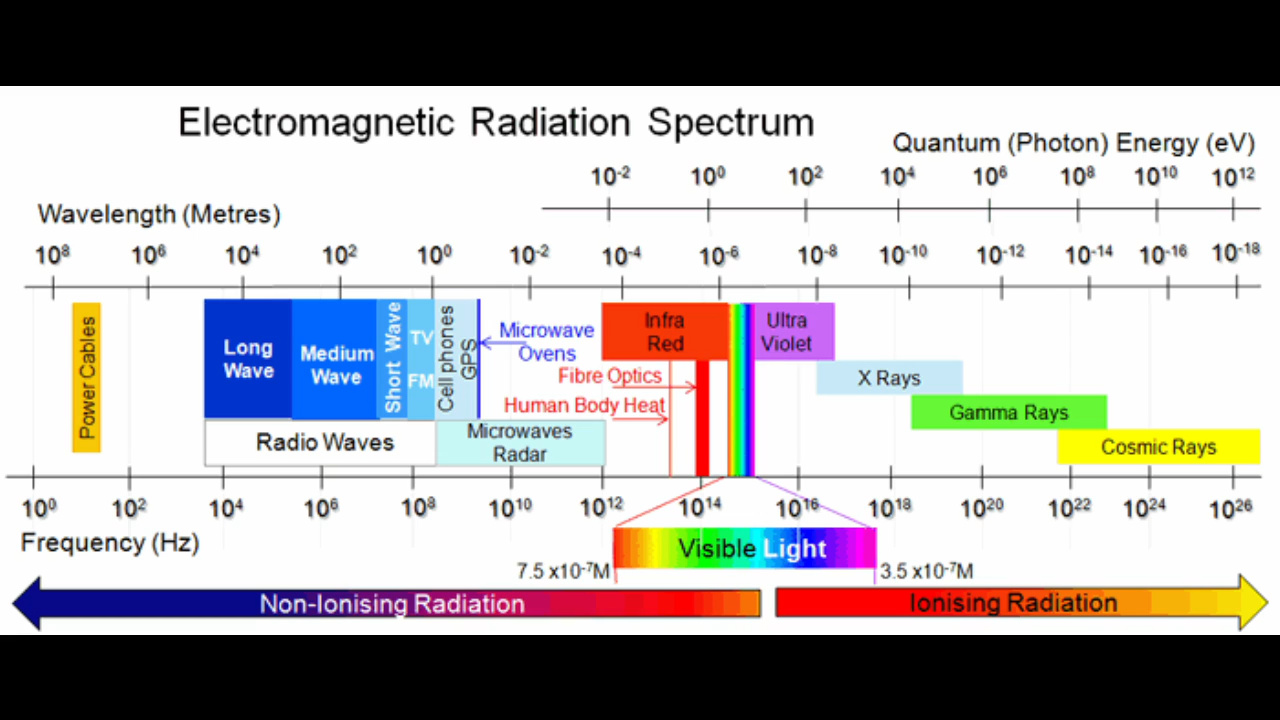 Electromagnetic Radiation Spectrum
Quantum (Photon) Energy (eV)
10-2 10⁰ 10² 10⁴ 10⁶ 10⁸ 10¹⁰ 10¹²
Wavelength (Metres)
10⁸ 10⁶ 10⁴ 10² 10⁰ 10-2 10-4 10-6 10-8 10-10 10-12 10-14 10-16 10-18
Power Cables
Long
Wave
Medium
Wave
Short Wave
TV
FM
Cell phones
GPS
Microwave
Ovens
Infra
Red
Ultra
Violet
Fibre Optics
Human Body Heat
X Rays
Gamma Rays
Cosmic Rays
Radio Waves
Microwaves
Radar
10⁰ 10² 10⁴ 10⁶ 10⁸ 10¹⁰ 10¹² 10¹⁴ 10¹⁶ 10¹⁸ 10²⁰ 10²² 10²⁴ 10²⁶
Frequency (Hz)
Visible Light
7.5 x10-7M
3.5 x10-7M
Non-Ionising Radiation
Ionising Radiation